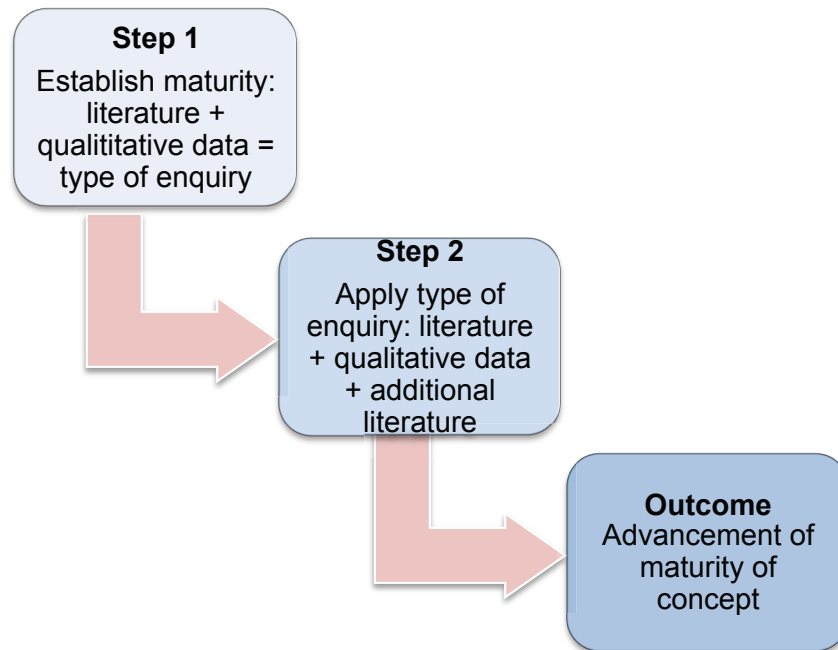 Step 1
Establish maturity:
literature +
qualititative data =
type of enquiry
Step 2
Apply type of
enquiry: literature
+ qualitative data
+ additional
literature
Outcome
Advancement of
maturity of
concept